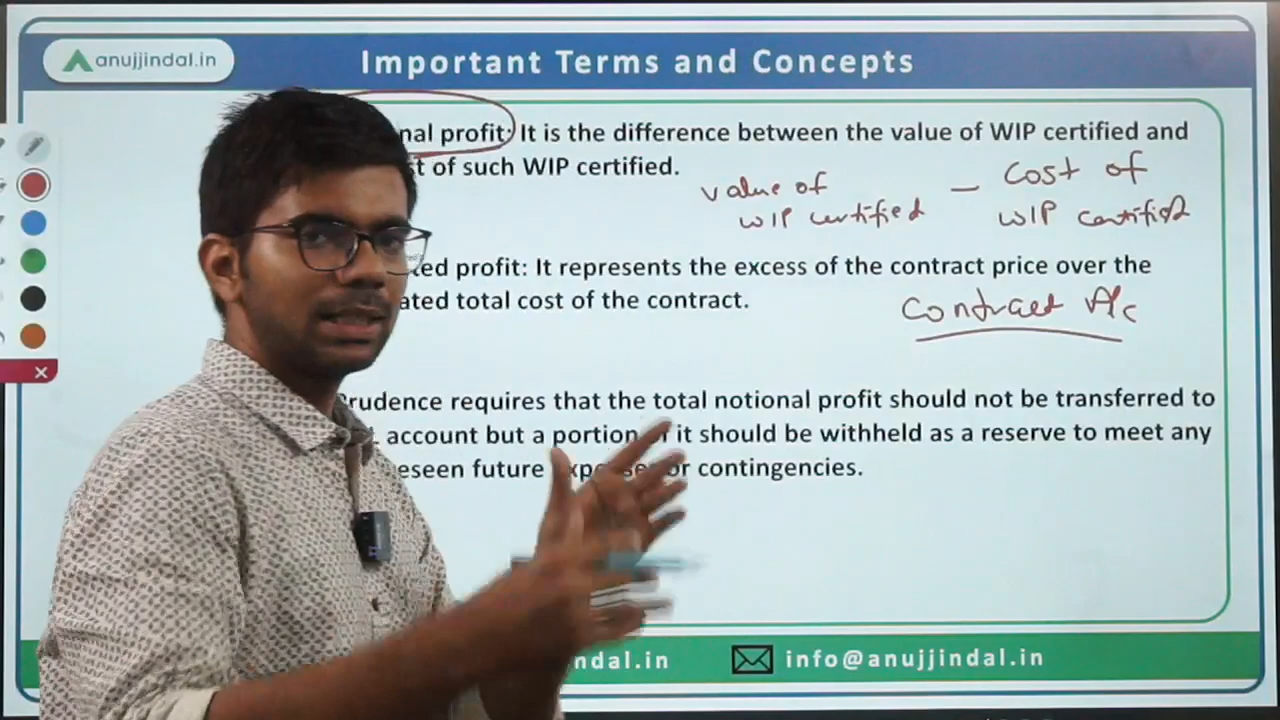 anujjindal.in
Important Terms and Concepts
nal profit: It is the difference between the value of WIP certified and
st of such WIP certified.
value of
WIP certified
— Cost of
WIP certified
ted profit: It represents the excess of the contract price over the
ated total cost of the contract.
Contract A/c
Prudence requires that the total notional profit should not be transferred to
account but a portion of it should be withheld as a reserve to meet any
eseen future or contingencies.
ndal.in
info@anujjindal.in